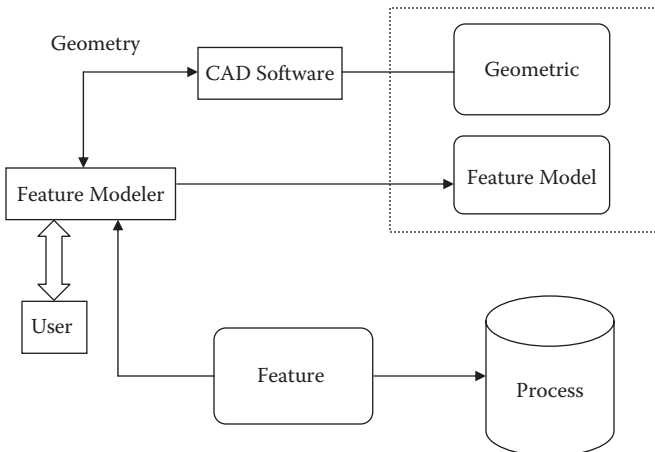 Geometry
CAD Software
Geometric
Feature Modeler
Feature Model
User
Feature
Process